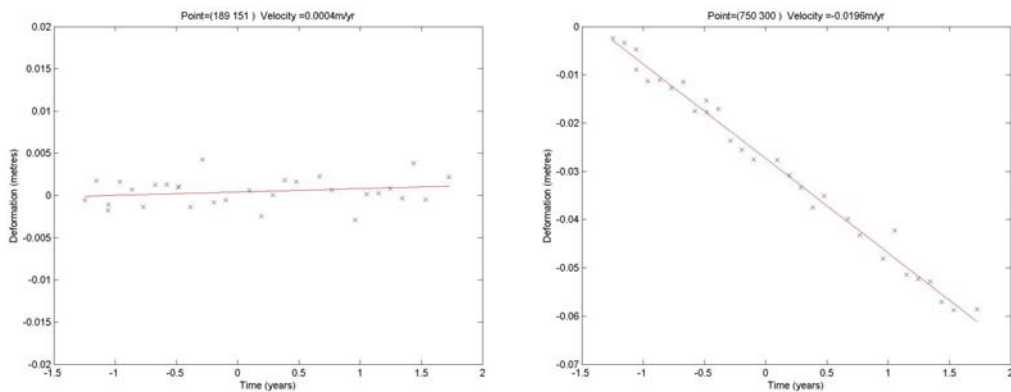 Point=(189 151 ) Velocity =0.0004m/yr
0.02
0.015
0.01
0.005
0
-0.005
-0.01
-0.015
-0.02
Deformation (metres)
-2 -1.5 -1 -0.5 0 0.5 1 1.5 2
Time (years)
Point=(750 300 ) Velocity =-0.0196m/yr
0
-0.01
-0.02
-0.03
-0.04
-0.05
-0.06
-0.07
Deformation (metres)
-1.5 -1 -0.5 0 0.5 1 1.5 2
Time (years)